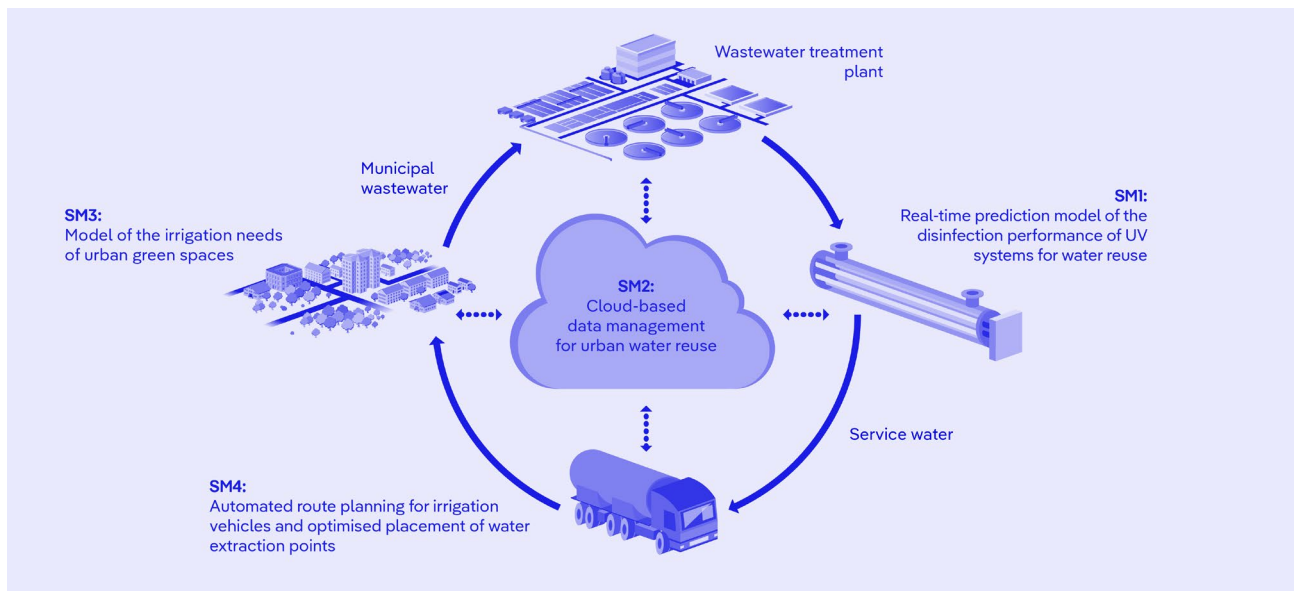 Wastewater treatment
plant
Municipal
wastewater
SM1:
Real-time prediction model of the
disinfection performance of UV
systems for water reuse
SM3:
Model of the irrigation needs
of urban green spaces
SM2:
Cloud-based
data management
for urban water reuse
Service water
SM4:
Automated route planning for irrigation
vehicles and optimised placement of water
extraction points